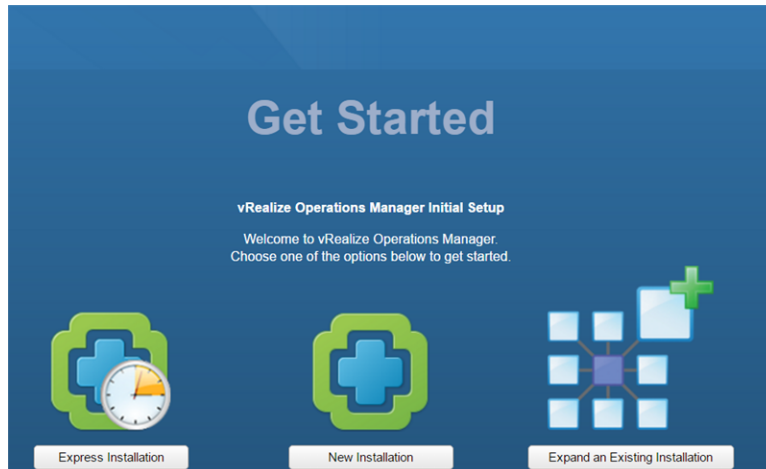 Get Started
vRealize Operations Manager Initial Setup
Welcome to vRealize Operations Manager.
Choose one of the options below to get started.
Express Installation
New Installation
Expand an Existing Installation